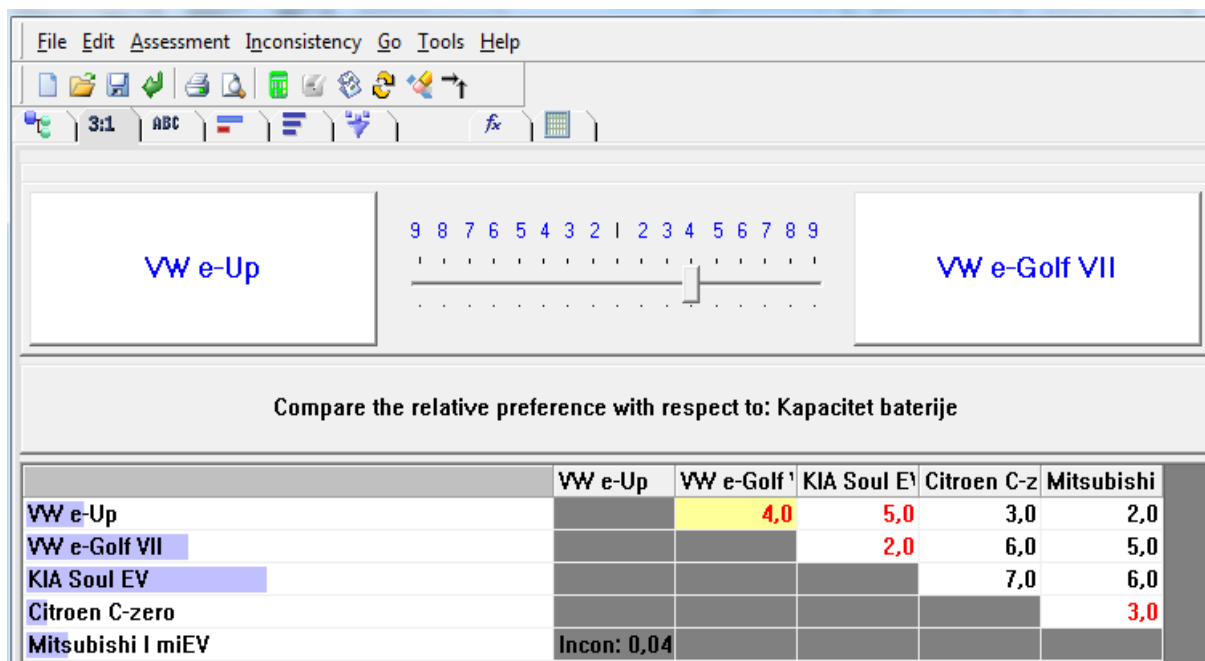 File Edit Assessment Inconsistency Go Tools Help
3:1 ABC fx
9 8 7 6 5 4 3 2 1 2 3 4 5 6 7 8 9
VW e-Up VW e-Golf VII
Compare the relative preference with respect to: Kapacitet baterije
VW e-Up VW e-Golf V KIA Soul EV Citroen C-z Mitsubishi
VW e-Up 4,0 5,0 3,0 2,0
VW e-Golf VII 2,0 6,0 5,0
KIA Soul EV 7,0 6,0
Citroen C-zero 3,0
Mitsubishi I miEV Incon: 0,04